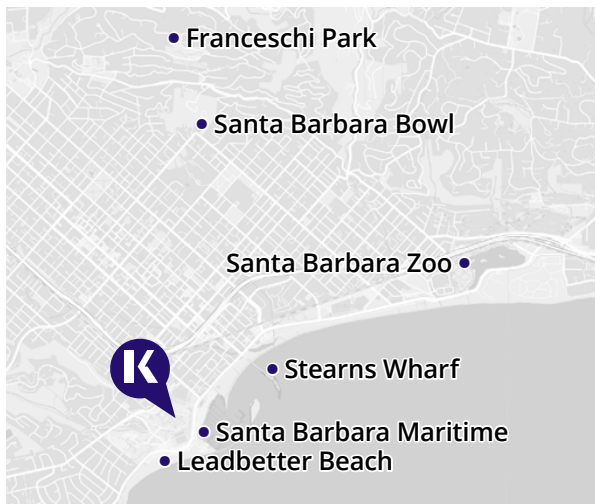 Franceschi Park
Santa Barbara Bowl
Santa Barbara Zoo
K
Stearns Wharf
Santa Barbara Maritime
Leadbetter Beach